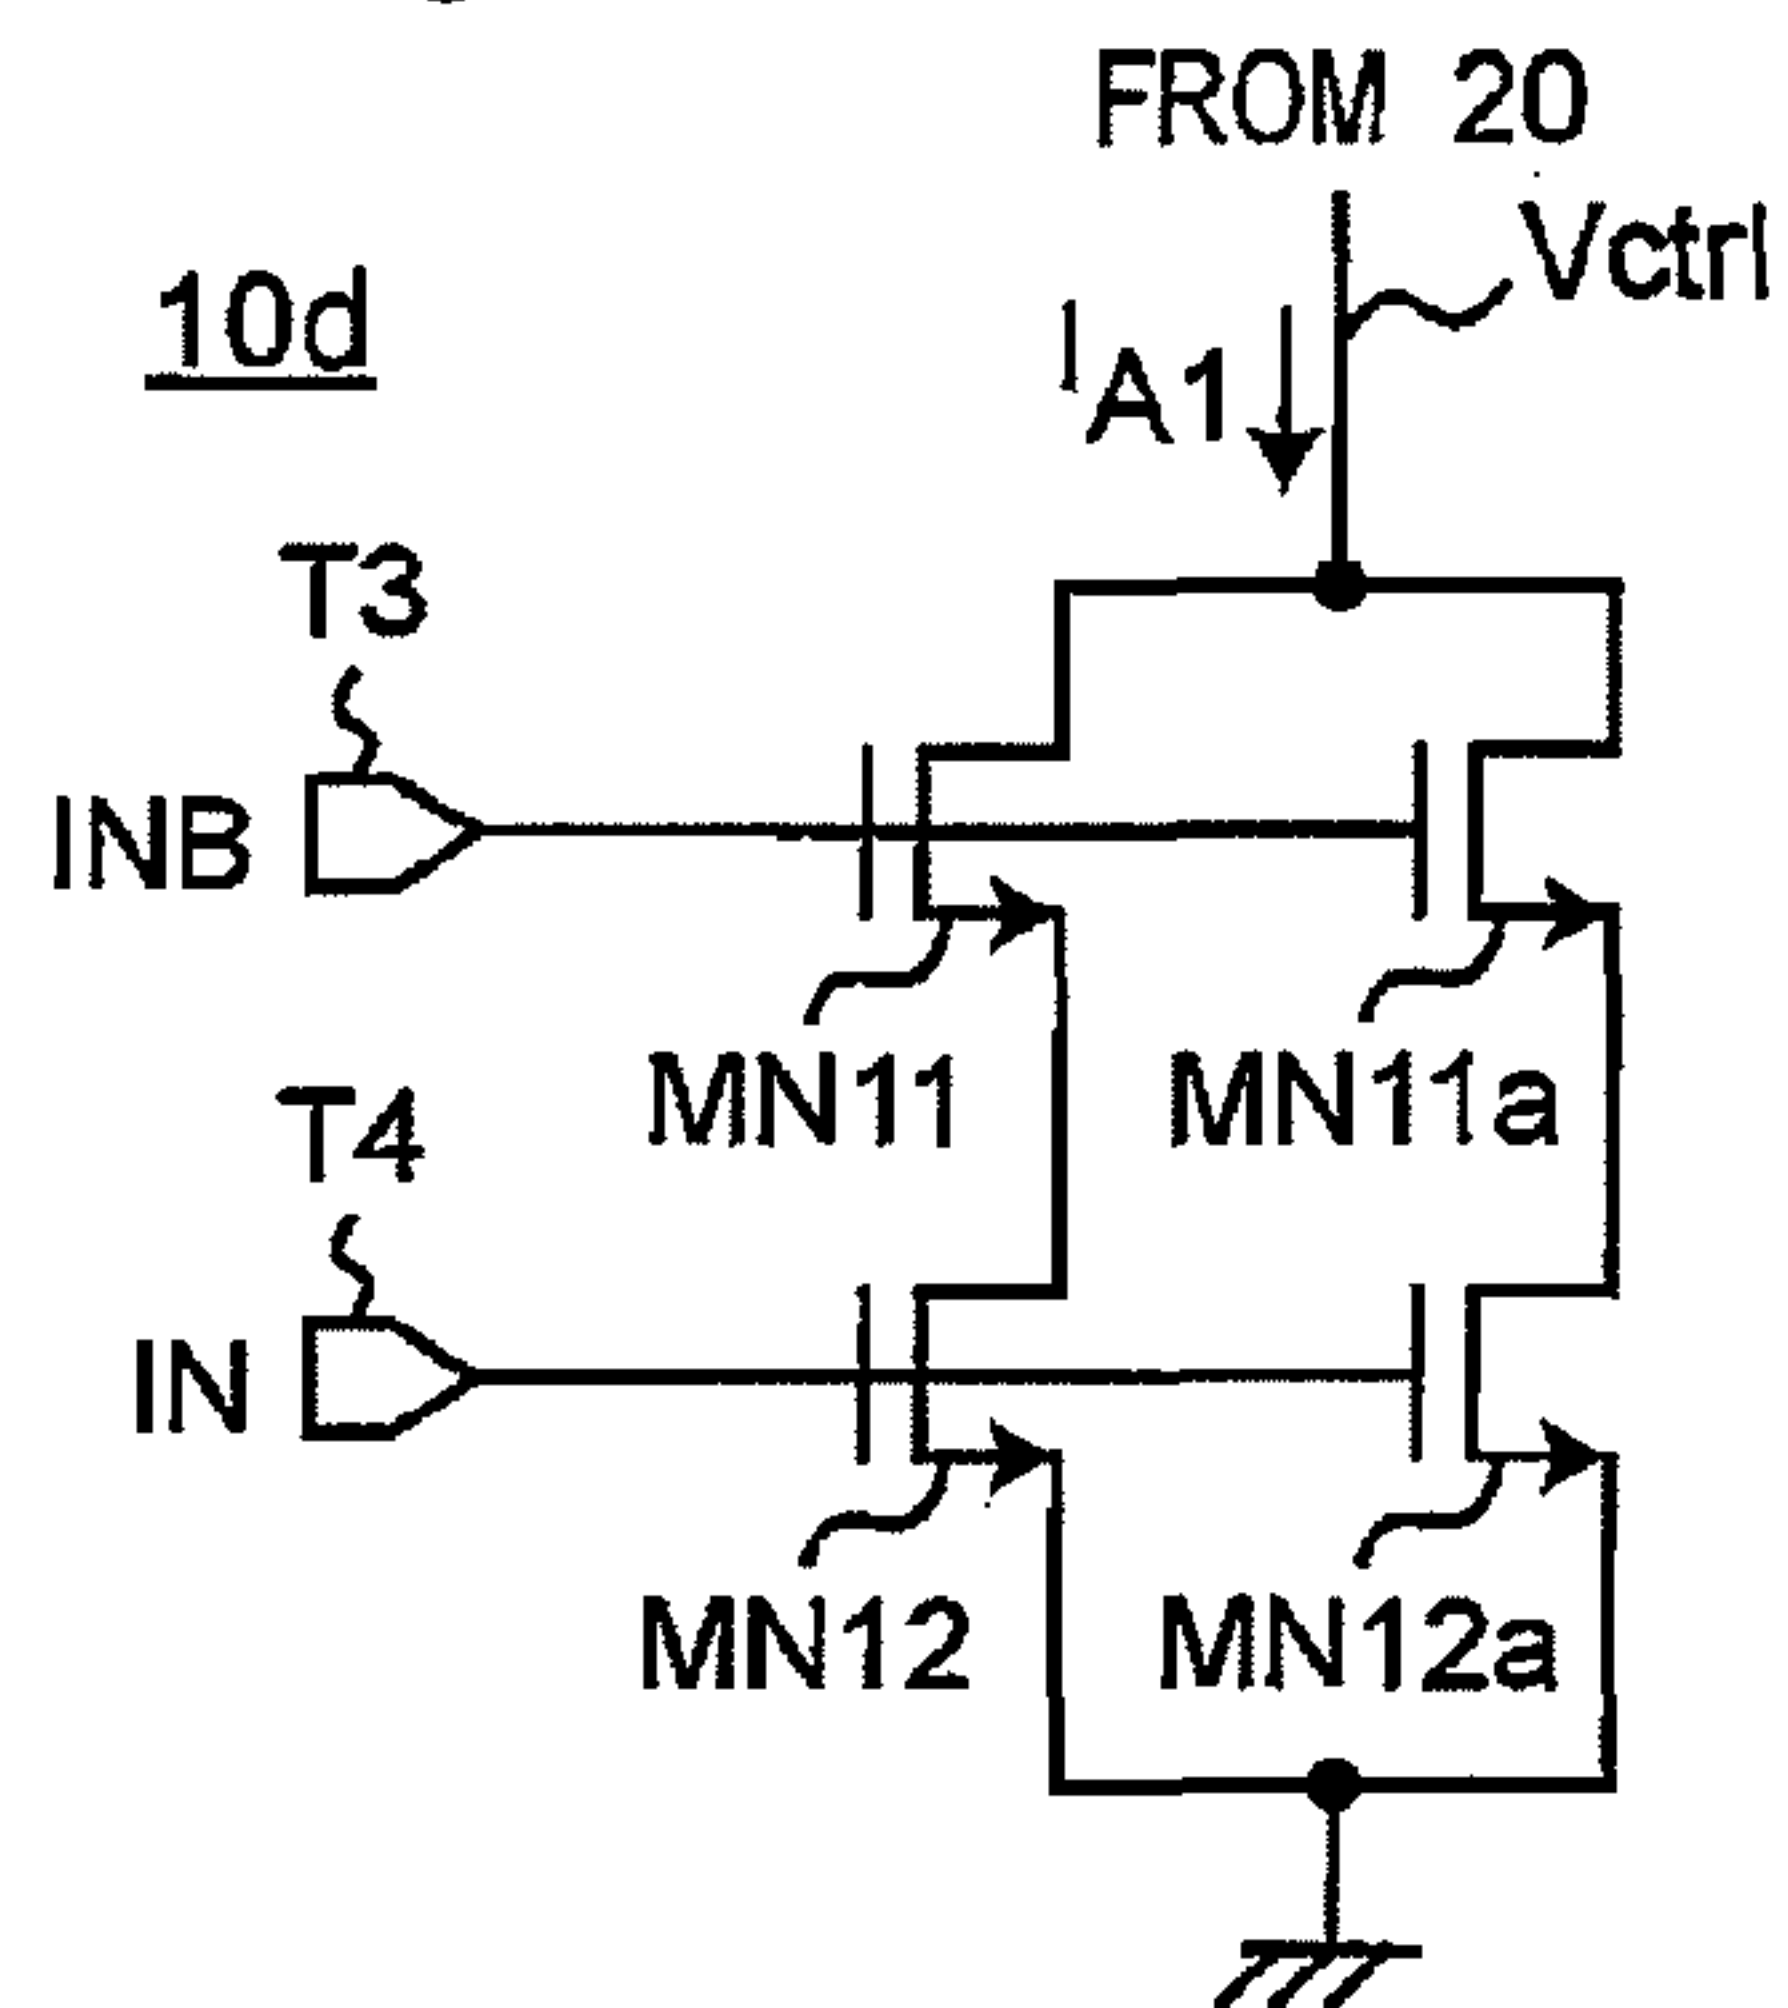 FROM 20
Vctrl
10d
IA1
T3
INB
MN11
MN11a
T4
IN
MN12
MN12a